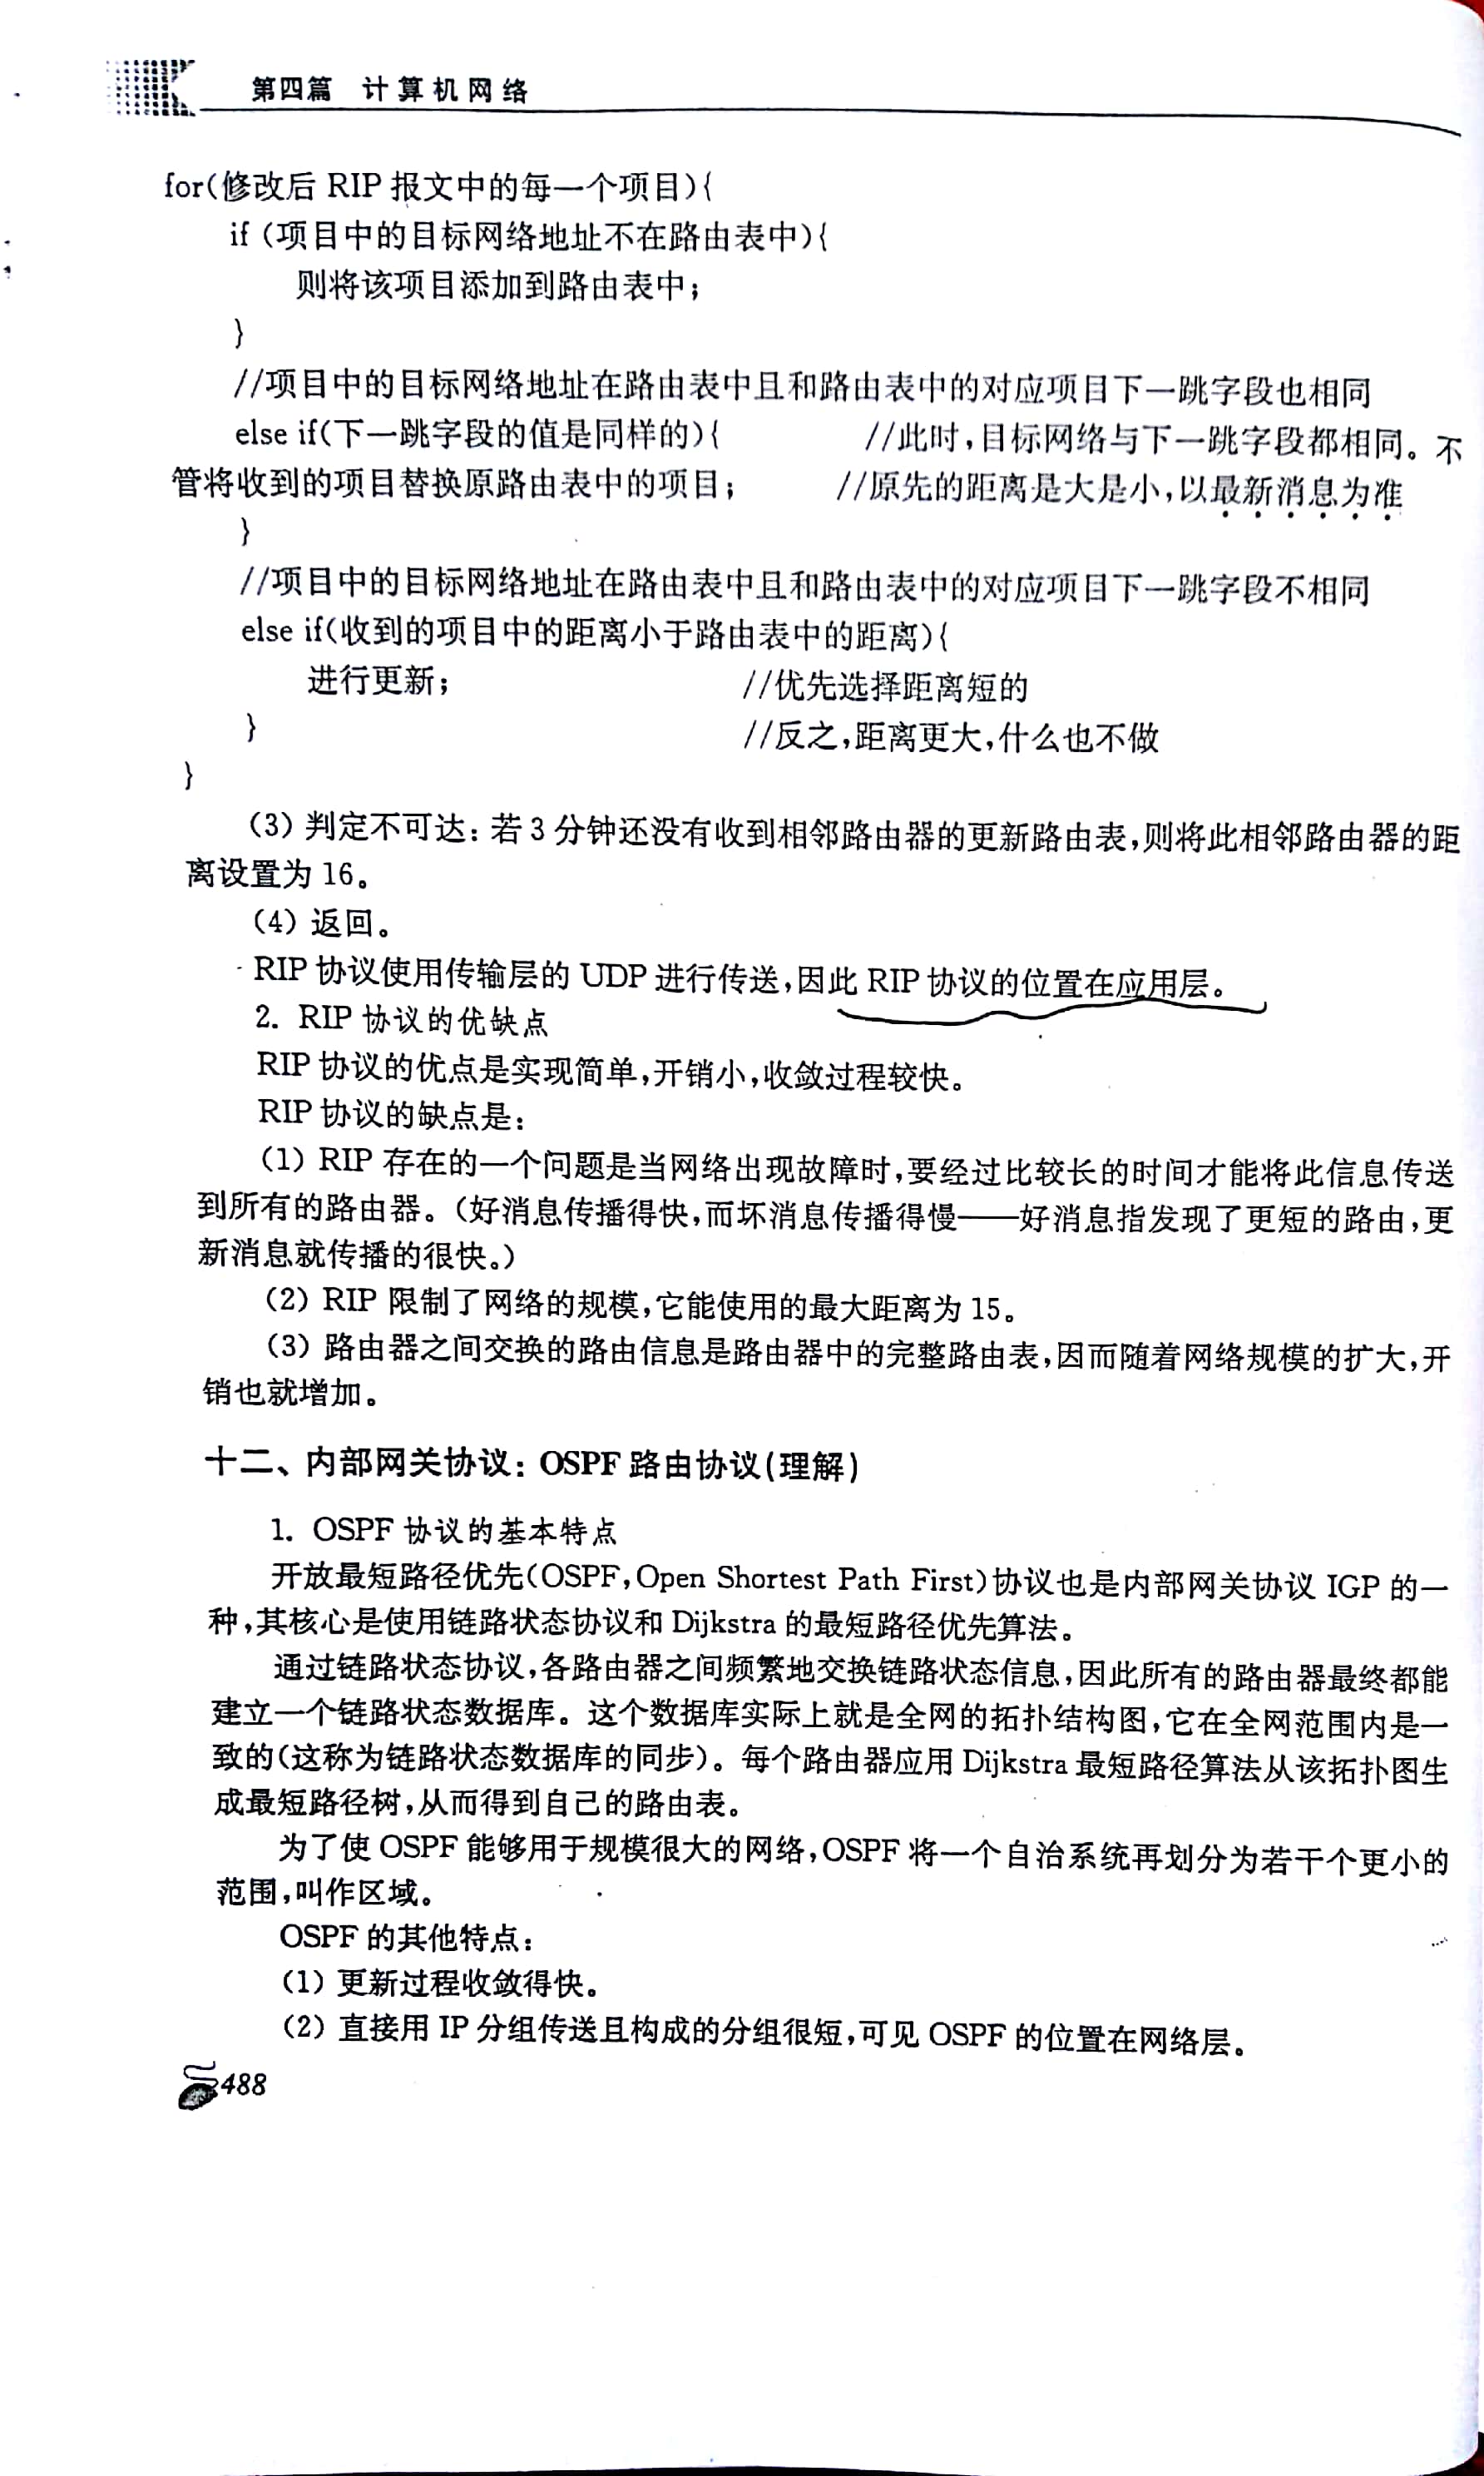 第四篇 计算机网络
for(修改后 RIP 报文中的每一个项目){
if (项目中的目标网络地址不在路由表中){
则将该项目添加到路由表中；
}
//项目中的目标网络地址在路由表中且和路由表中的对应项目下一跳字段也相同
else if(下一跳字段的值是同样的){ //此时，目标网络与下一跳字段都相同。不
管将收到的项目替换原路由表中的项目； //原先的距离是大是小，以最新消息为准
}
//项目中的目标网络地址在路由表中且和路由表中的对应项目下一跳字段不相同
else if(收到的项目中的距离小于路由表中的距离){
进行更新； //优先选择距离短的
} //反之，距离更大，什么也不做
}
（3）判定不可达：若 3 分钟还没有收到相邻路由器的更新路由表，则将此相邻路由器的距
离设置为 16。
（4）返回。
RIP 协议使用传输层的 UDP 进行传送，因此 RIP 协议的位置在应用层。
2. RIP 协议的优缺点
RIP 协议的优点是实现简单，开销小，收敛过程较快。
RIP 协议的缺点是：
（1）RIP 存在的一个问题是当网络出现故障时，要经过比较长的时间才能将此信息传送
到所有的路由器。（好消息传播得快，而坏消息传播得慢——好消息指发现了更短的路由，更
新消息就传播的很快。）
（2）RIP 限制了网络的规模，它能使用的最大距离为 15。
（3）路由器之间交换的路由信息是路由器中的完整路由表，因而随着网络规模的扩大，开
销也就增加。
十二、内部网关协议：OSPF 路由协议(理解)
1. OSPF 协议的基本特点
开放最短路径优先(OSPF，Open Shortest Path First)协议也是内部网关协议 IGP 的一
种，其核心是使用链路状态协议和 Dijkstra 的最短路径优先算法。
通过链路状态协议，各路由器之间频繁地交换链路状态信息，因此所有的路由器最终都能
建立一个链路状态数据库。这个数据库实际上就是全网的拓扑结构图，它在全网范围内是一
致的(这称为链路状态数据库的同步)。每个路由器应用 Dijkstra 最短路径算法从该拓扑图生
成最短路径树，从而得到自己的路由表。
为了使 OSPF 能够用于规模很大的网络，OSPF 将一个自治系统再划分为若干个更小的
范围，叫作区域。
OSPF 的其他特点：
（1）更新过程收敛得快。
（2）直接用 IP 分组传送且构成的分组很短，可见 OSPF 的位置在网络层。
488